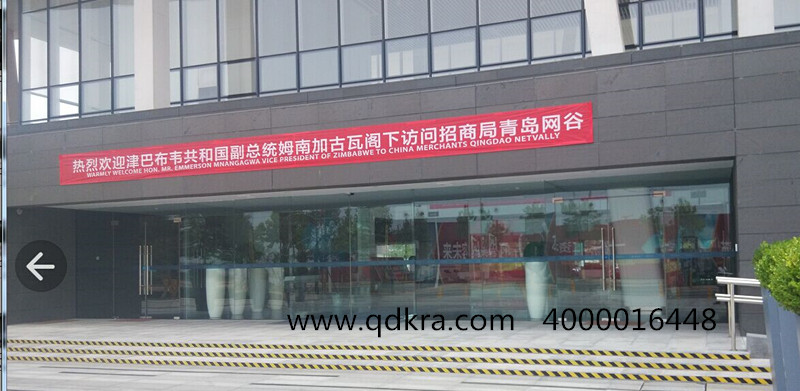 热烈欢迎津巴布韦共和国副总统姆南加古瓦阁下访问招商局青岛网谷
WARMLY WELCOME HON. MR. EMMERSON MNANGAGWA VICE PRESIDENT OF ZIMBABWE TO CHINA MERCHANTS QINGDAO NETVALLY
www.qdkra.com 4000016448